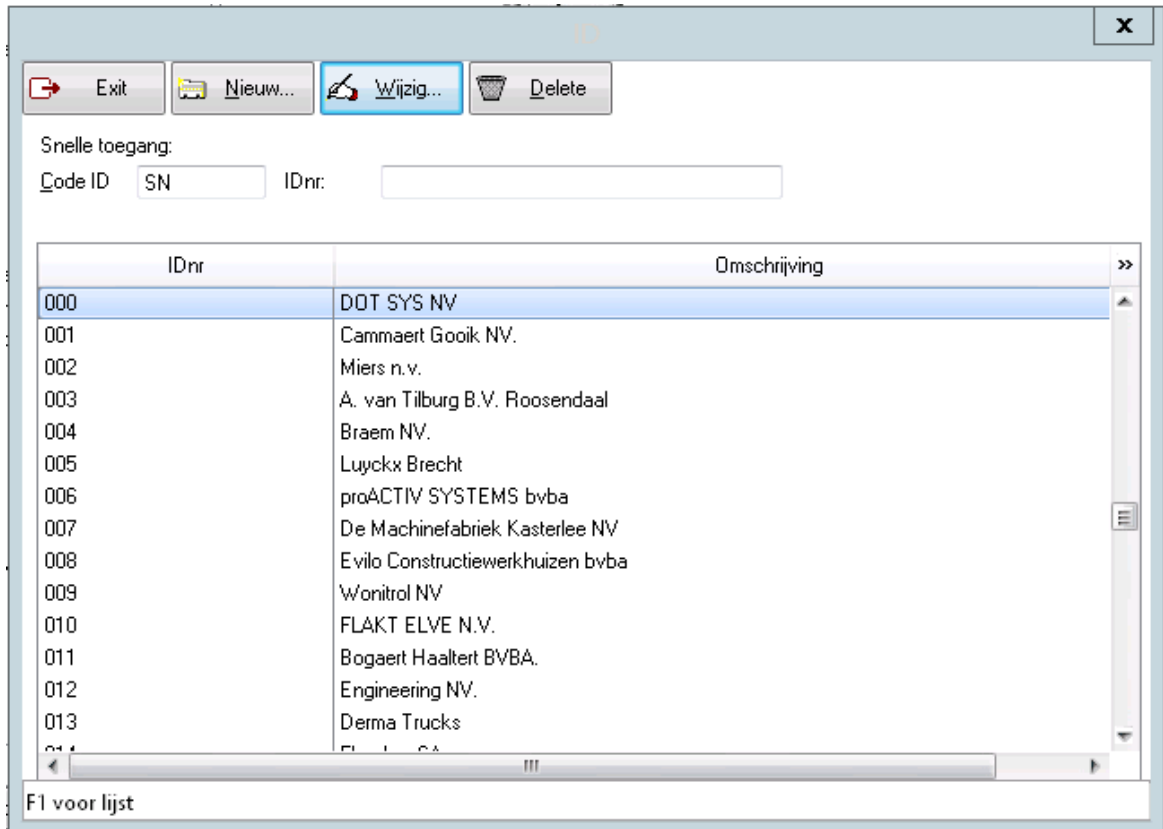 x
Exit Nieuw... Wijzig... Delete
Snelle toegang:
Code ID SN IDnr:
IDnr Omschrijving »
000 DOT SYS NV
001 Cammaert Gooik NV.
002 Miers n.v.
003 A. van Tilburg B.V. Roosendaal
004 Braem NV.
005 Luyckx Brecht
006 proACTIV SYSTEMS bvba
007 De Machinefabriek Kasterlee NV
008 Evilo Constructiewerkhuizen bvba
009 Wonitrol NV
010 FLAKT ELVE N.V.
011 Bogaert Haaltert BVBA.
012 Engineering NV.
013 Derma Trucks
F1 voor lijst